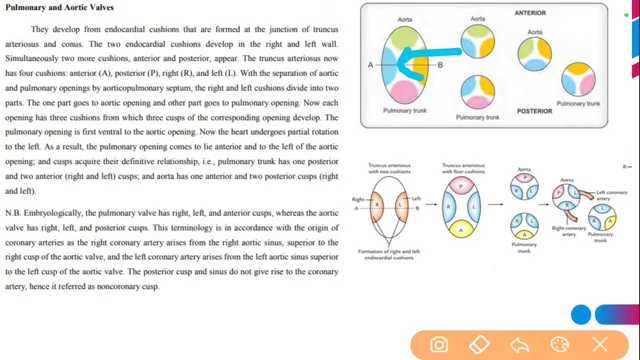 Pulmonary and Aortic Valves
They develop from endocardial cushions that are formed at the junction of truncus
arteriosus and conus. The two endocardial cushions develop in the right and left wall.
Simultaneously two more cushions, anterior and posterior, appear. The truncus arteriosus now
has four cushions: anterior (A), posterior (P), right (R), and left (L). With the separation of aortic
and pulmonary openings by aorticopulmonary septum, the right and left cushions divide into two
parts. The one part goes to aortic opening and other part goes to pulmonary opening. Now each
opening has three cushions from which three cusps of the corresponding opening develop. The
pulmonary opening is first ventral to the aortic opening. Now the heart undergoes partial rotation
to the left. As a result, the pulmonary opening comes to lie anterior and to the left of the aortic
opening; and cusps acquire their definitive relationship, i.e., pulmonary trunk has one posterior
and two anterior (right and left) cusps; and aorta has one anterior and two posterior cusps (right
and left).
N.B. Embryologically, the pulmonary valve has right, left, and anterior cusps, whereas the aortic
valve has right, left, and posterior cusps. This terminology is in accordance with the origin of
coronary arteries as the right coronary artery arises from the right aortic sinus, superior to the
right cusp of the aortic valve, and the left coronary artery arises from the left aortic sinus superior
to the left cusp of the aortic valve. The posterior cusp and sinus do not give rise to the coronary
artery, hence it referred as noncoronary cusp.
ANTERIOR
Aorta
Aorta
Aorta
A
B
Pulmonary trunk
Pulmonary trunk
Pulmonary trunk
POSTERIOR
Truncus arteriosus
with two cushions
Truncus arteriosus
with four cushions
Right
Left
R
L
A
B
Formation of right and left
endocardial cushions
P
R
L
A
Aorta
P
R
L
R
L
A
Pulmonary
trunk
Aorta
P
L
R
Left coronary
artery
Right coronary
artery
L
R
A
Pulmonary
trunk
R